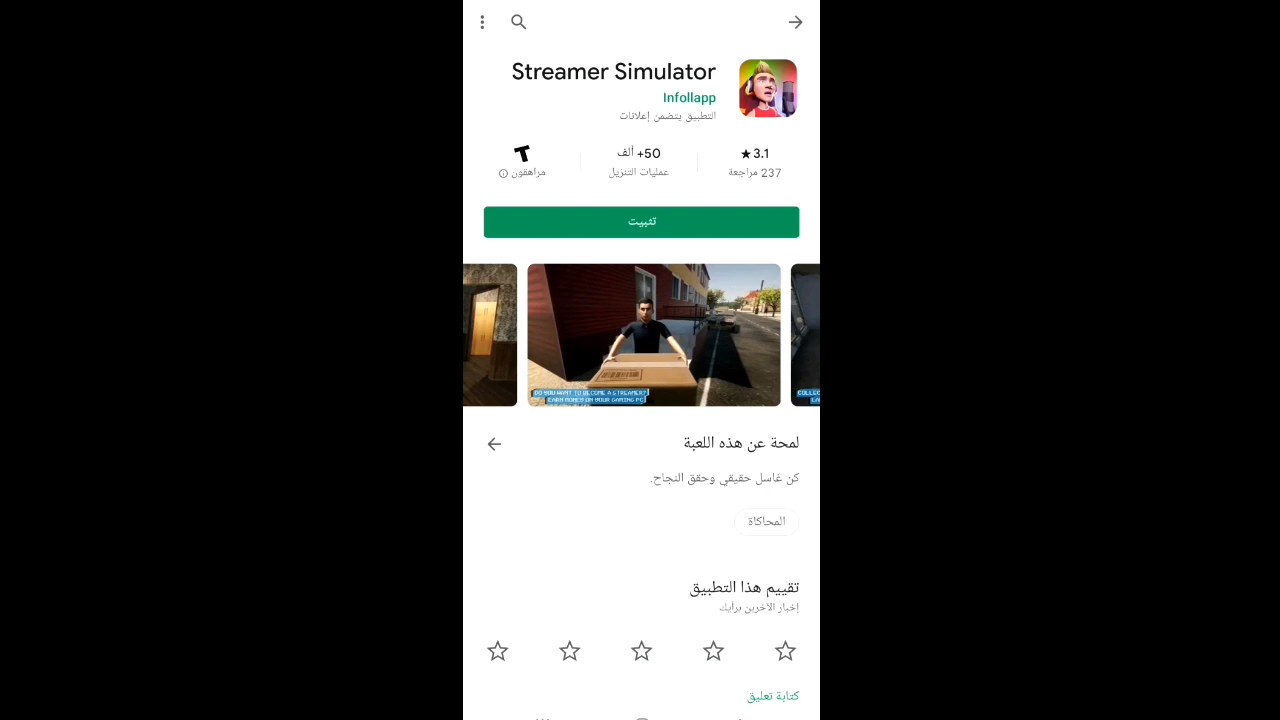 Streamer Simulator
Infollapp
التطبيق يتضمن إعلانات
3.1★
237 مراجعة
+50 ألف
عمليات التنزيل
مراهقون
تثبيت
DO YOU WANT TO BECOME A STREAMER?
EARN MONEY ON YOUR GAMING PC
لمحة عن هذه اللعبة
كن غاسل حقيقي وحقق النجاح.
المحاكاة
تقييم هذا التطبيق
إخبار الآخرين برأيك
كتابة تعليق